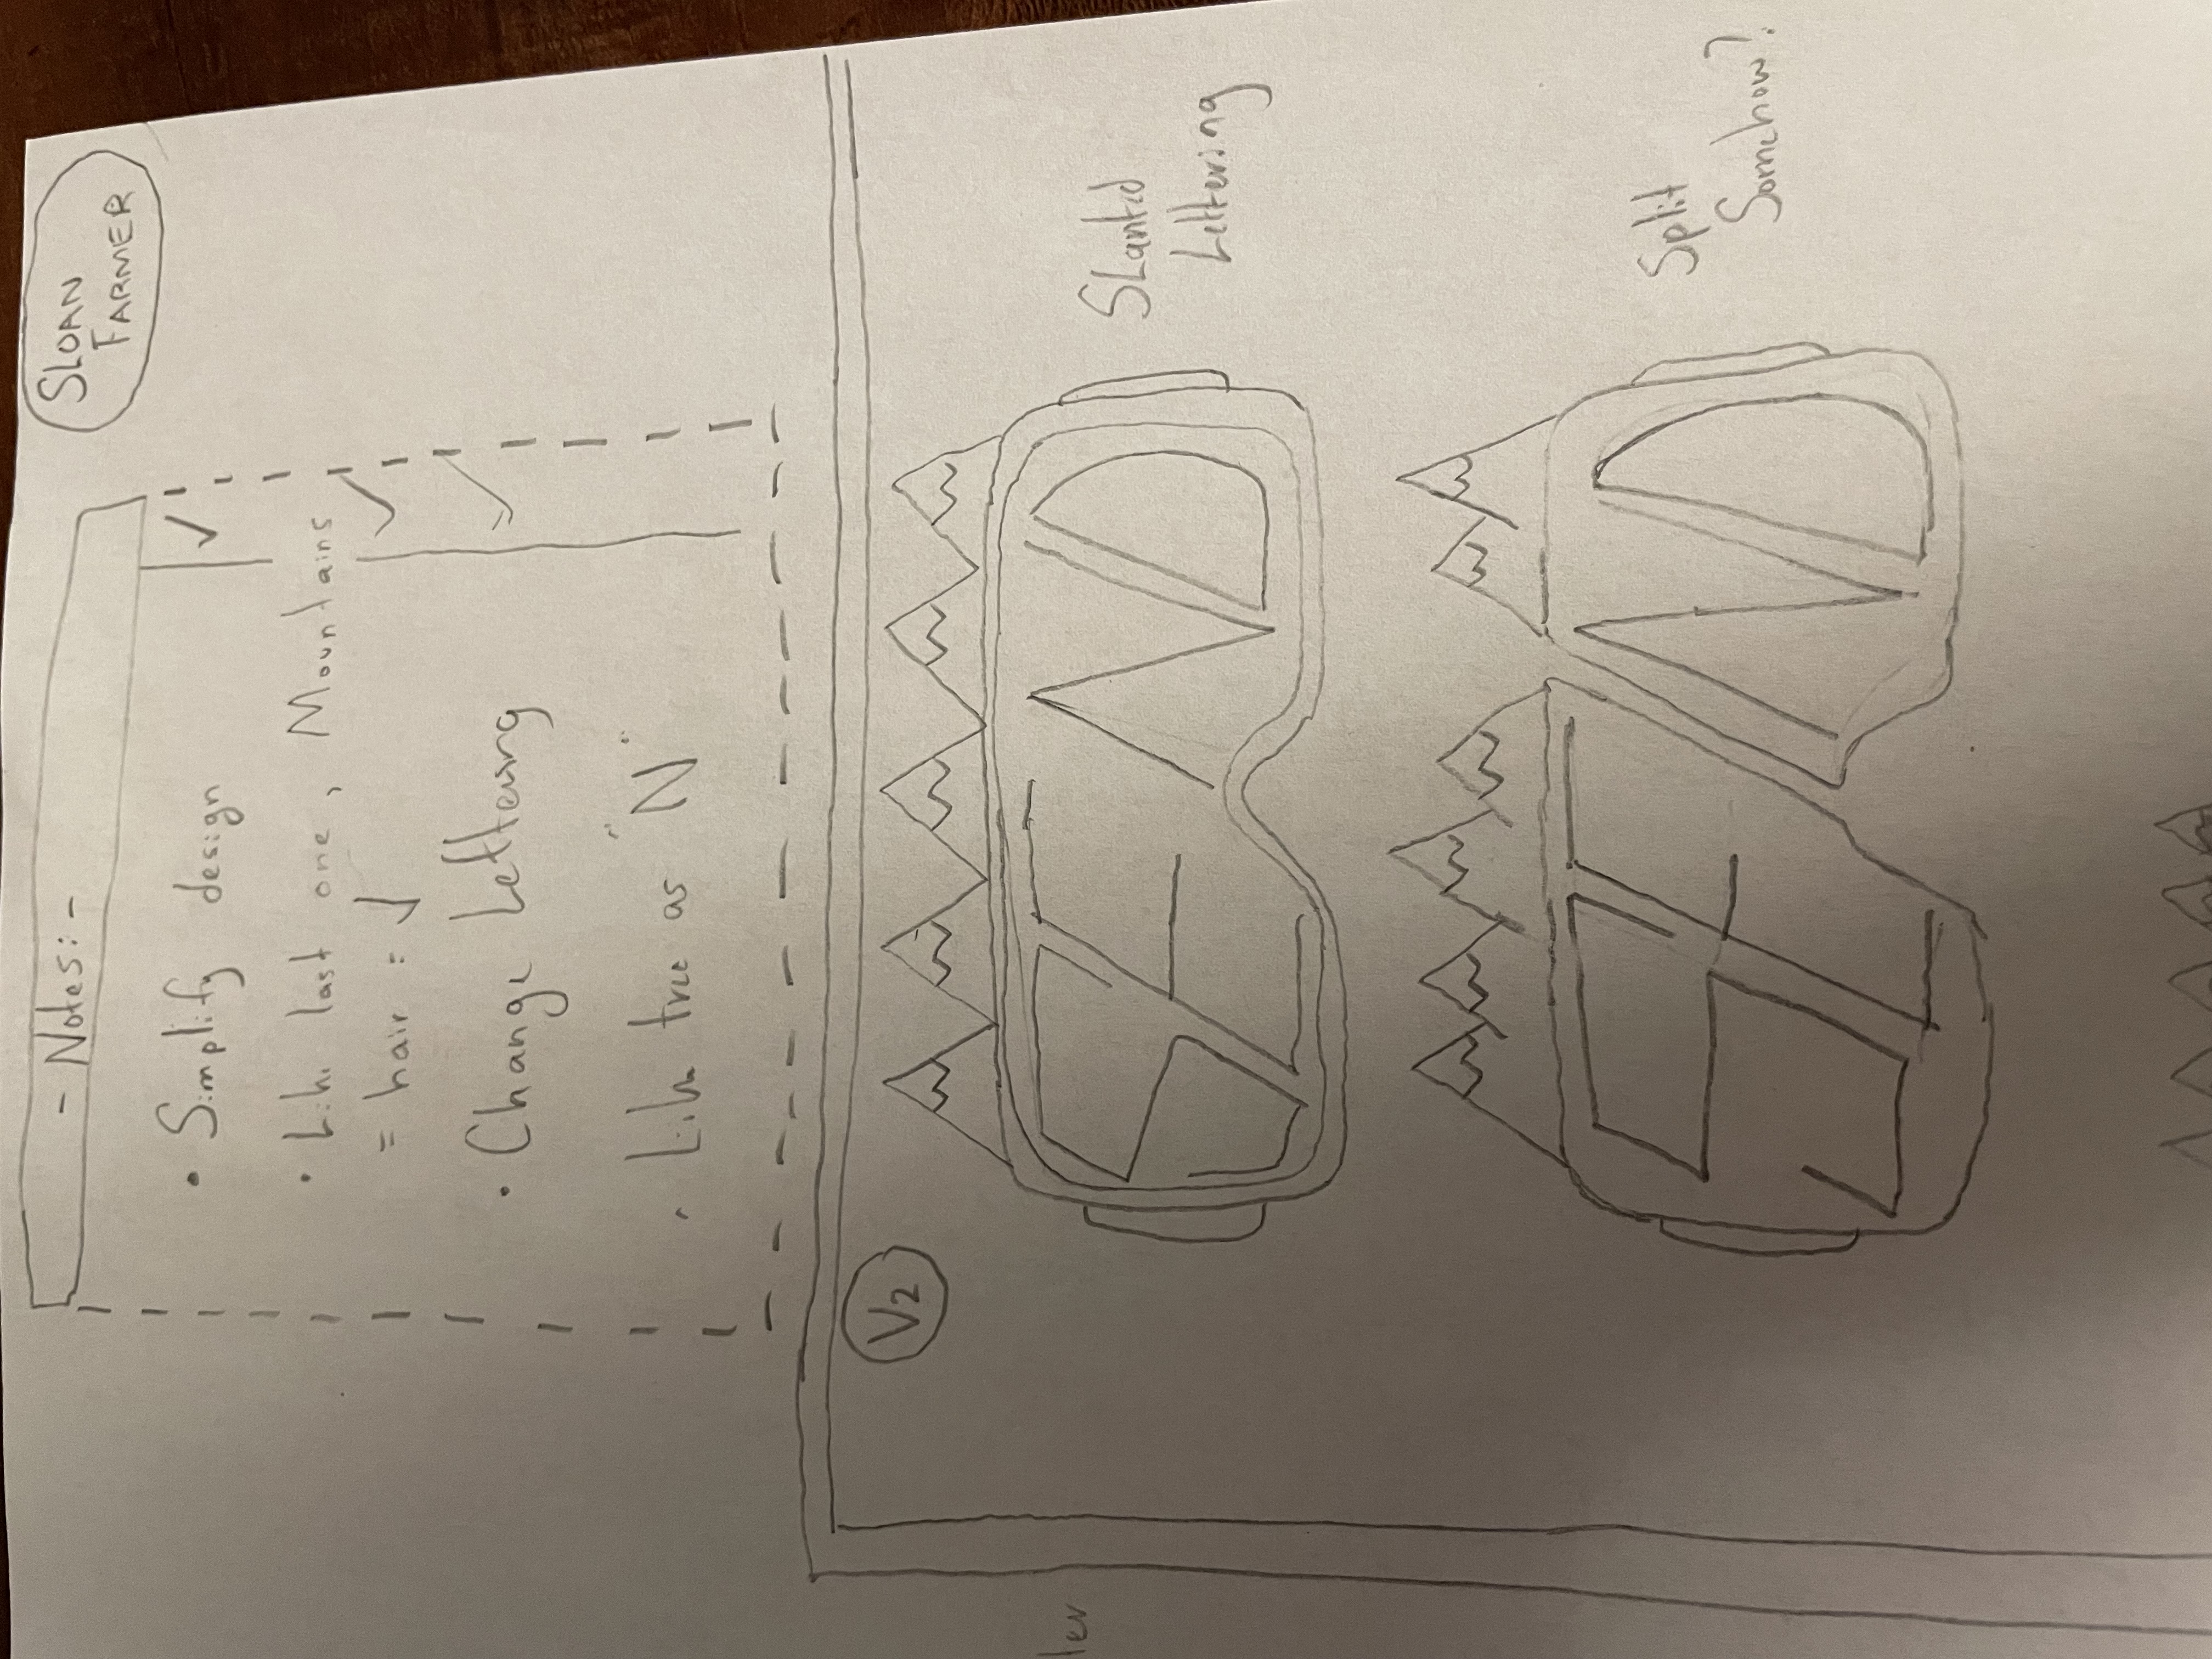 - Notes: -
SLOAN
FARMER
• Simplify design ✓
• Like last one, Mountains
= hair = ✓ ✓
• Change Lettering ✓
• Like tree as "N"
V2
SEND
Slanted
Lettering
SEND
Split
Somehow?